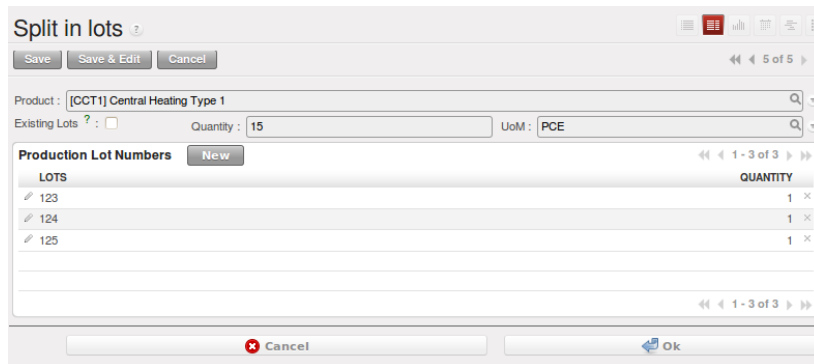 Split in lots ?
Save Save & Edit Cancel 5 of 5
Product : [CCT1] Central Heating Type 1
Existing Lots ? : Quantity : 15 UoM : PCE
Production Lot Numbers New 1 - 3 of 3
LOTS QUANTITY
123 1
124 1
125 1
1 - 3 of 3
Cancel Ok